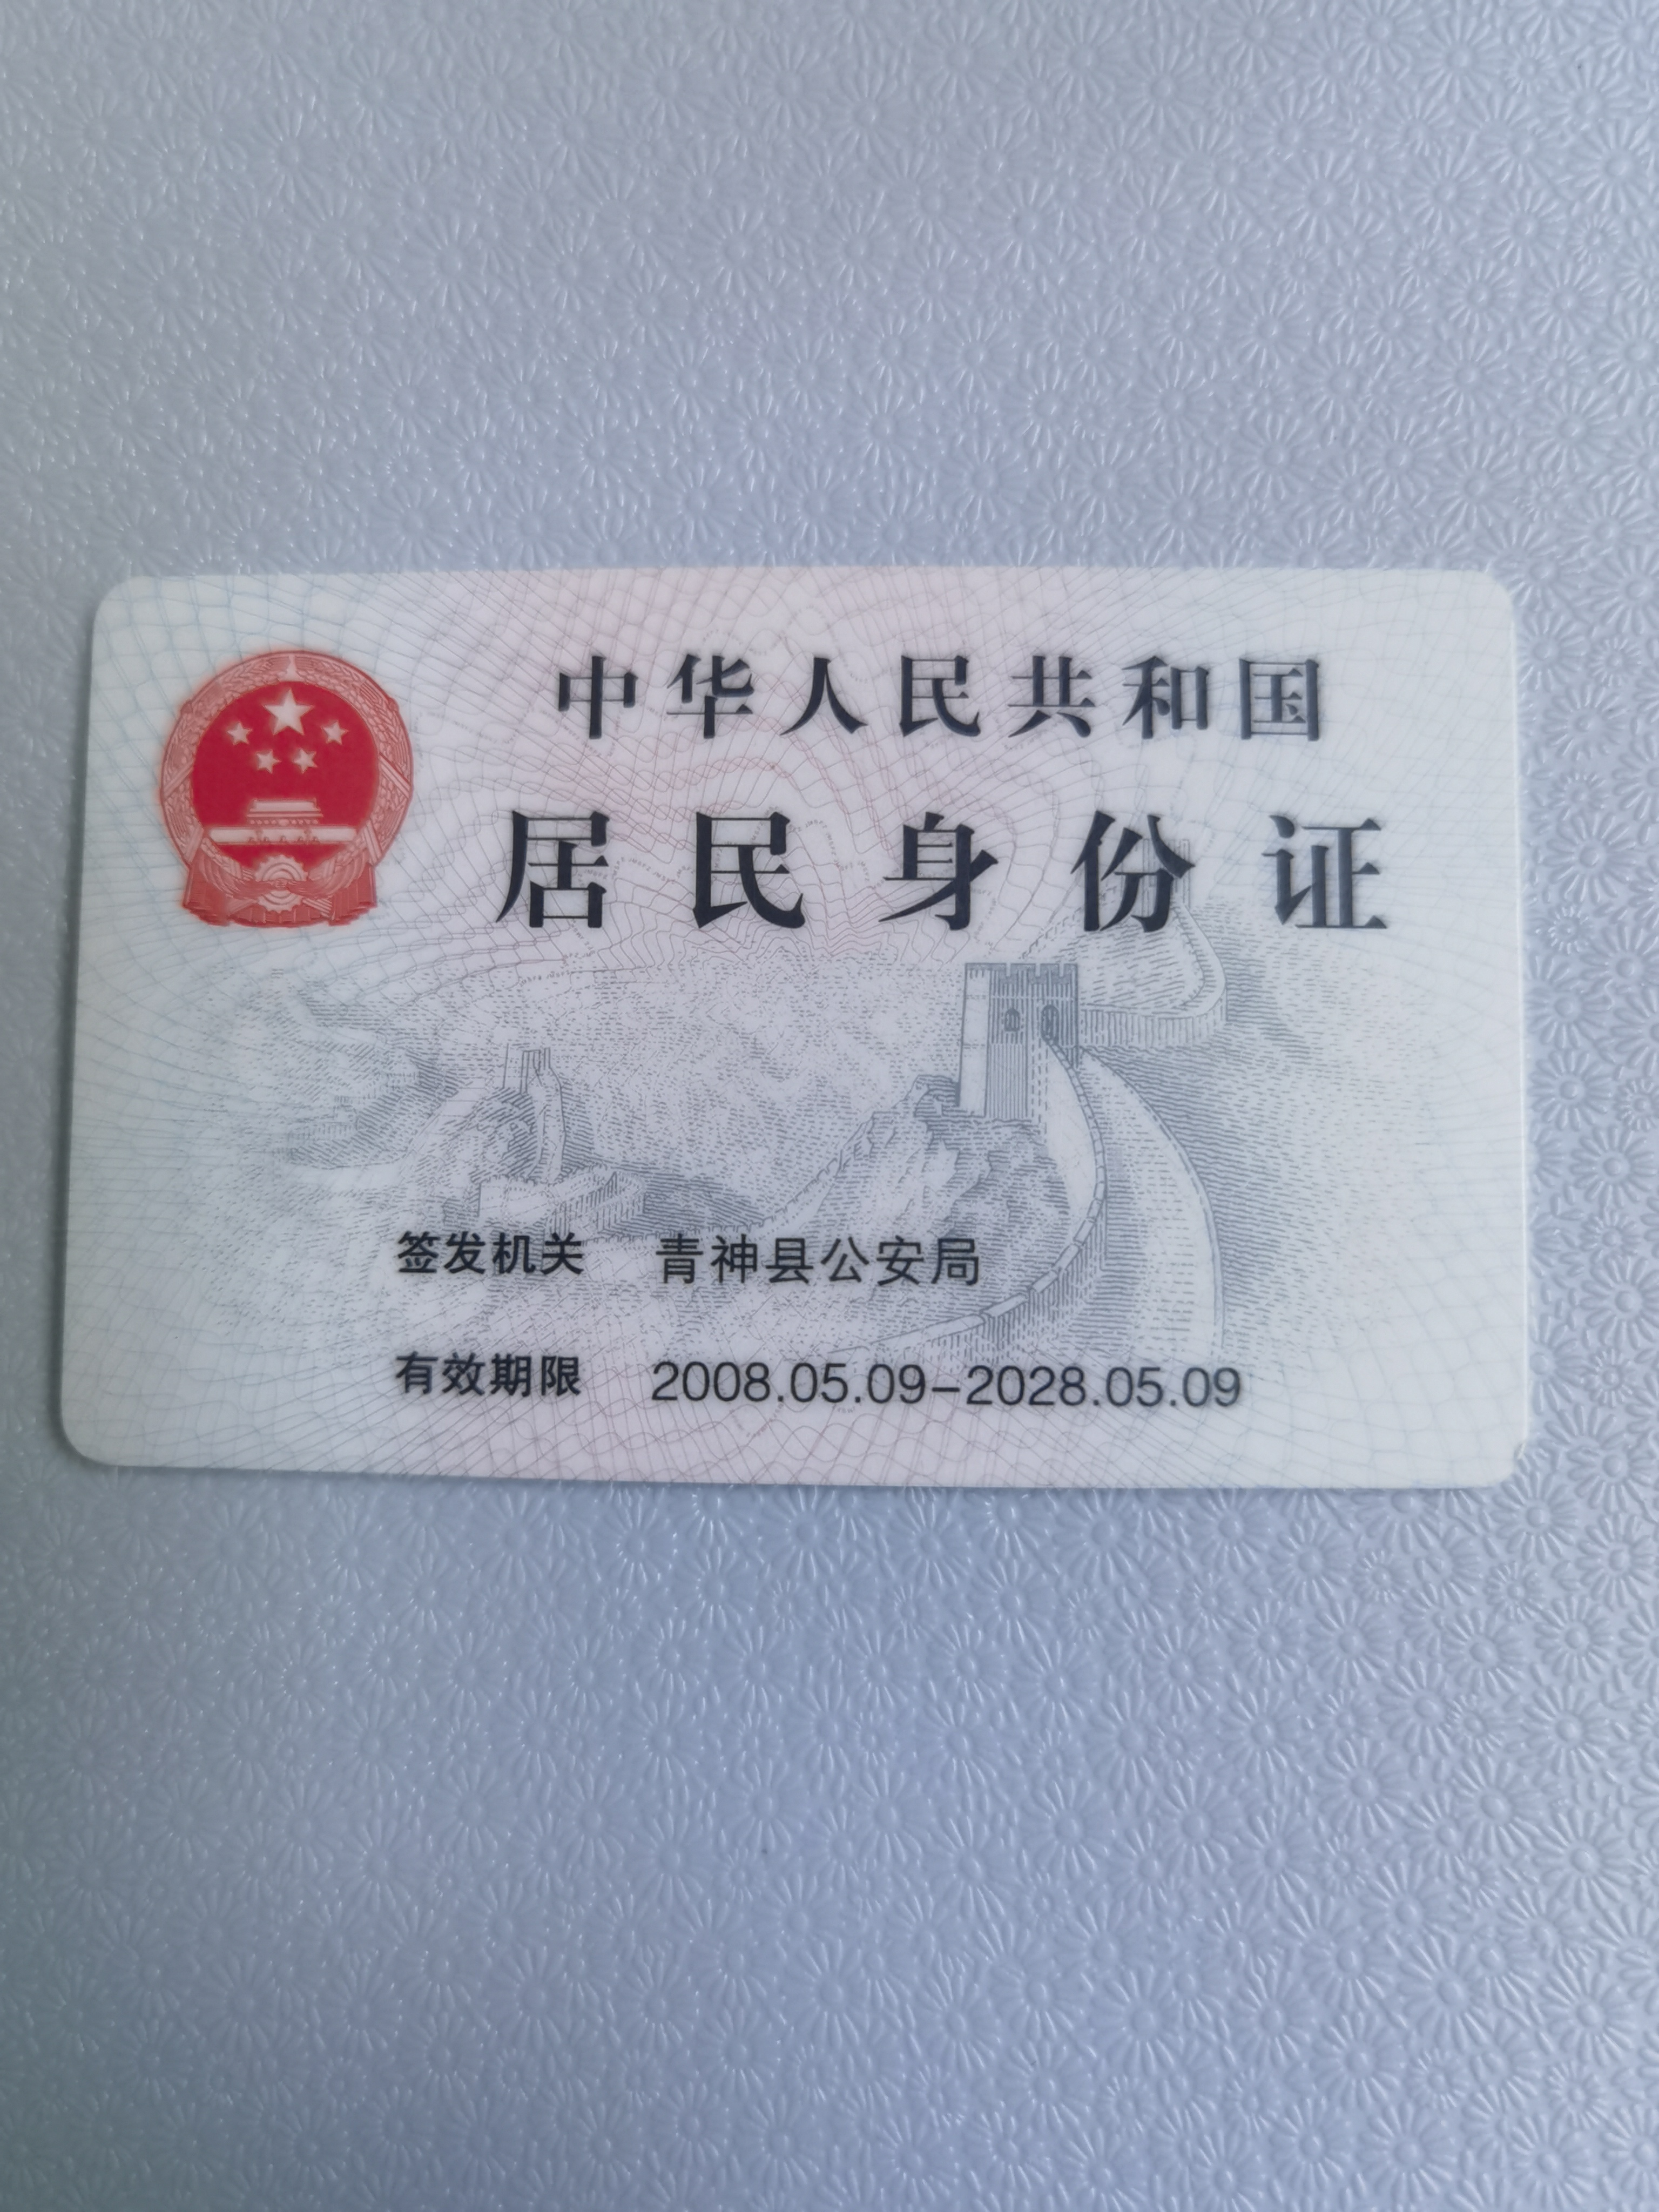 中华人民共和国
居民身份证
签发机关 青神县公安局
有效期限 2008.05.09-2028.05.09